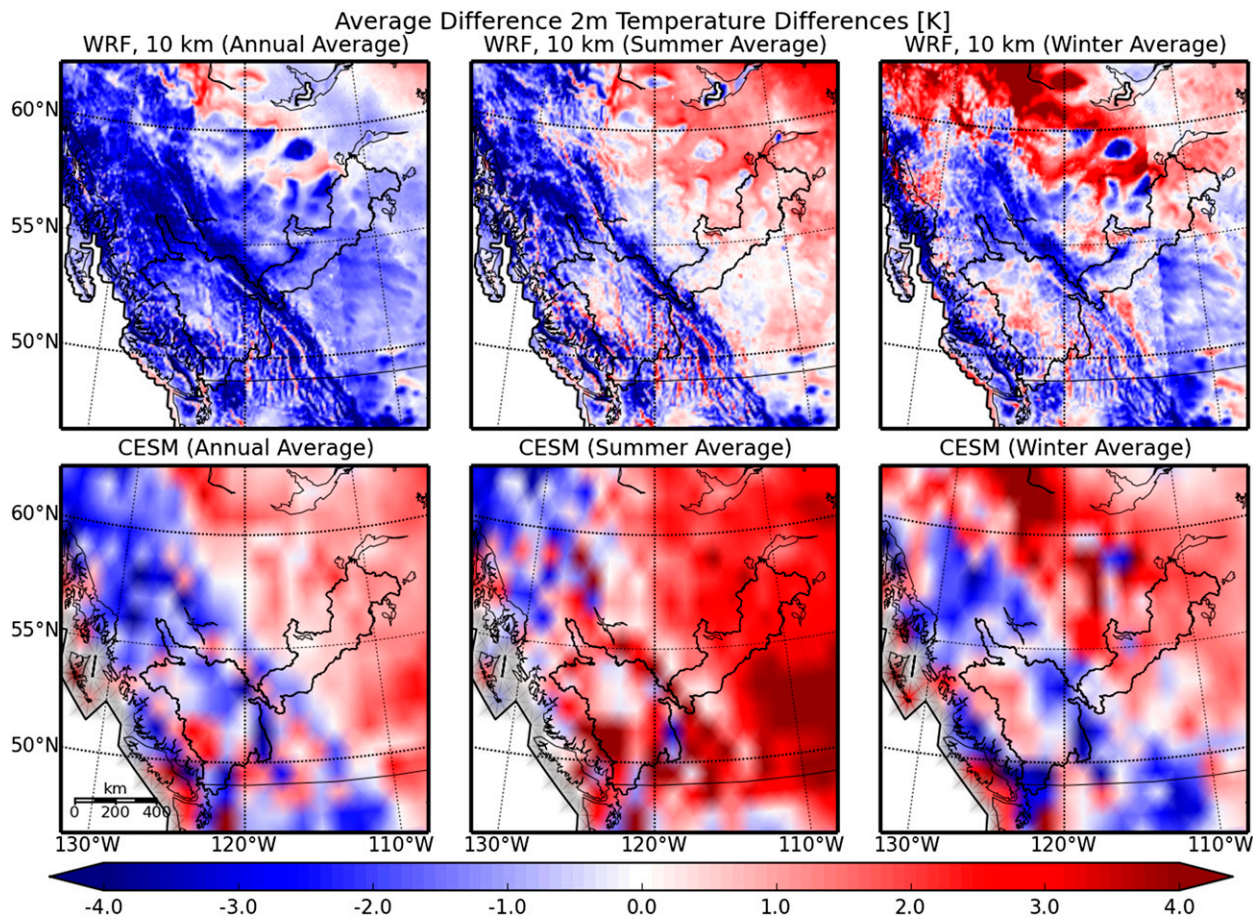 Average Difference 2m Temperature Differences [K]
WRF, 10 km (Annual Average)
WRF, 10 km (Summer Average)
WRF, 10 km (Winter Average)
60°N
55°N
50°N
CESM (Annual Average)
CESM (Summer Average)
CESM (Winter Average)
60°N
55°N
50°N
km
0 200 400
130°W 120°W 110°W
130°W 120°W 110°W
130°W 120°W 110°W
-4.0 -3.0 -2.0 -1.0 0.0 1.0 2.0 3.0 4.0